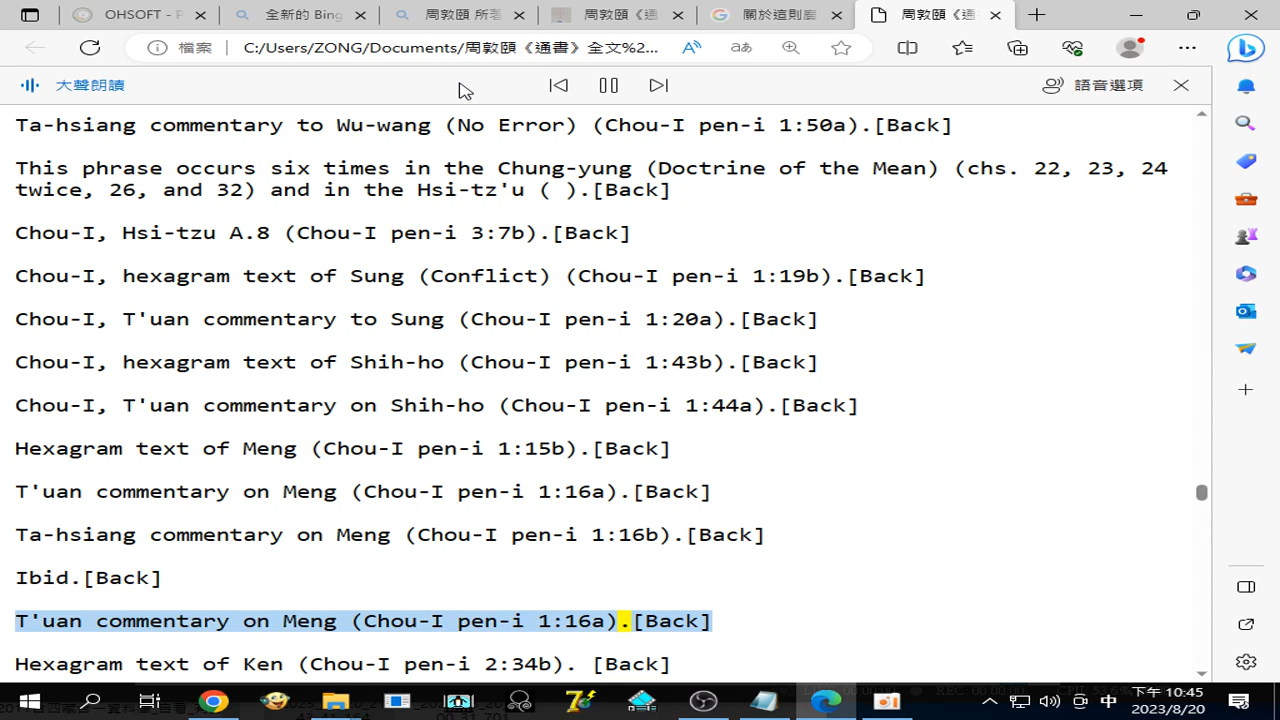 OHSOFT - F
全新的 Bing
周敦頤 所著
周敦頤《通
關於這則廣
周敦頤《通
檔案
C:/Users/ZONG/Documents/周敦頤《通書》全文%2...
大聲朗讀
語音選項
Ta-hsiang commentary to Wu-wang (No Error) (Chou-I pen-i 1:50a).[Back]
This phrase occurs six times in the Chung-yung (Doctrine of the Mean) (chs. 22, 23, 24
twice, 26, and 32) and in the Hsi-tz'u ( ).[Back]
Chou-I, Hsi-tzu A.8 (Chou-I pen-i 3:7b).[Back]
Chou-I, hexagram text of Sung (Conflict) (Chou-I pen-i 1:19b).[Back]
Chou-I, T'uan commentary to Sung (Chou-I pen-i 1:20a).[Back]
Chou-I, hexagram text of Shih-ho (Chou-I pen-i 1:43b).[Back]
Chou-I, T'uan commentary on Shih-ho (Chou-I pen-i 1:44a).[Back]
Hexagram text of Meng (Chou-I pen-i 1:15b).[Back]
T'uan commentary on Meng (Chou-I pen-i 1:16a).[Back]
Ta-hsiang commentary on Meng (Chou-I pen-i 1:16b).[Back]
Ibid.[Back]
T'uan commentary on Meng (Chou-I pen-i 1:16a).[Back]
Hexagram text of Ken (Chou-I pen-i 2:34b). [Back]
中
下午 10:45
2023/8/20